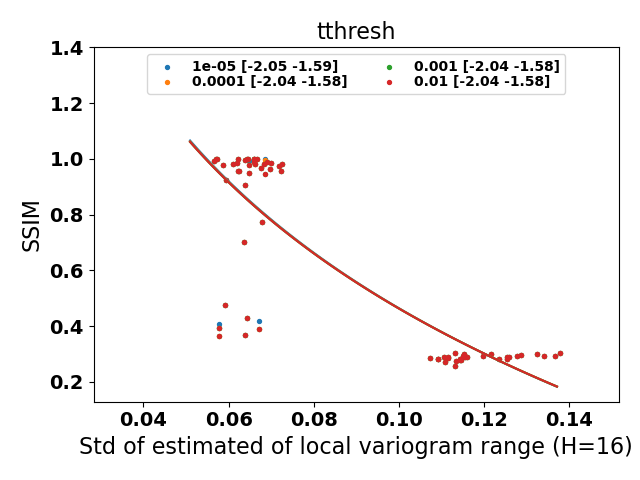 tthresh
1e-05 [-2.05 -1.59]
0.0001 [-2.04 -1.58]
0.001 [-2.04 -1.58]
0.01 [-2.04 -1.58]
SSIM
1.4
1.2
1.0
0.8
0.6
0.4
0.2
0.04 0.06 0.08 0.10 0.12 0.14
Std of estimated of local variogram range (H=16)